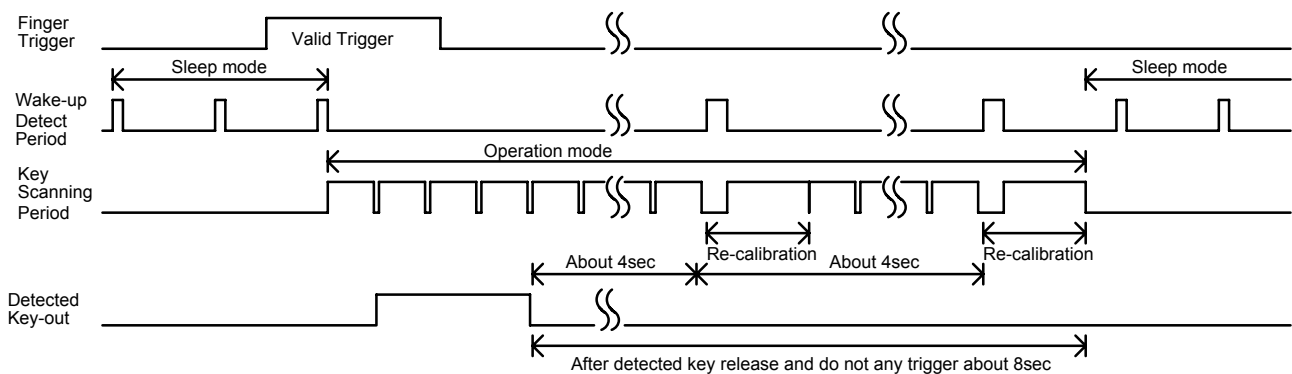 Finger
Trigger
Valid Trigger
Sleep mode
Sleep mode
Wake-up
Detect
Period
Operation mode
Key
Scanning
Period
Re-calibration
Re-calibration
About 4sec
About 4sec
Detected
Key-out
After detected key release and do not any trigger about 8sec